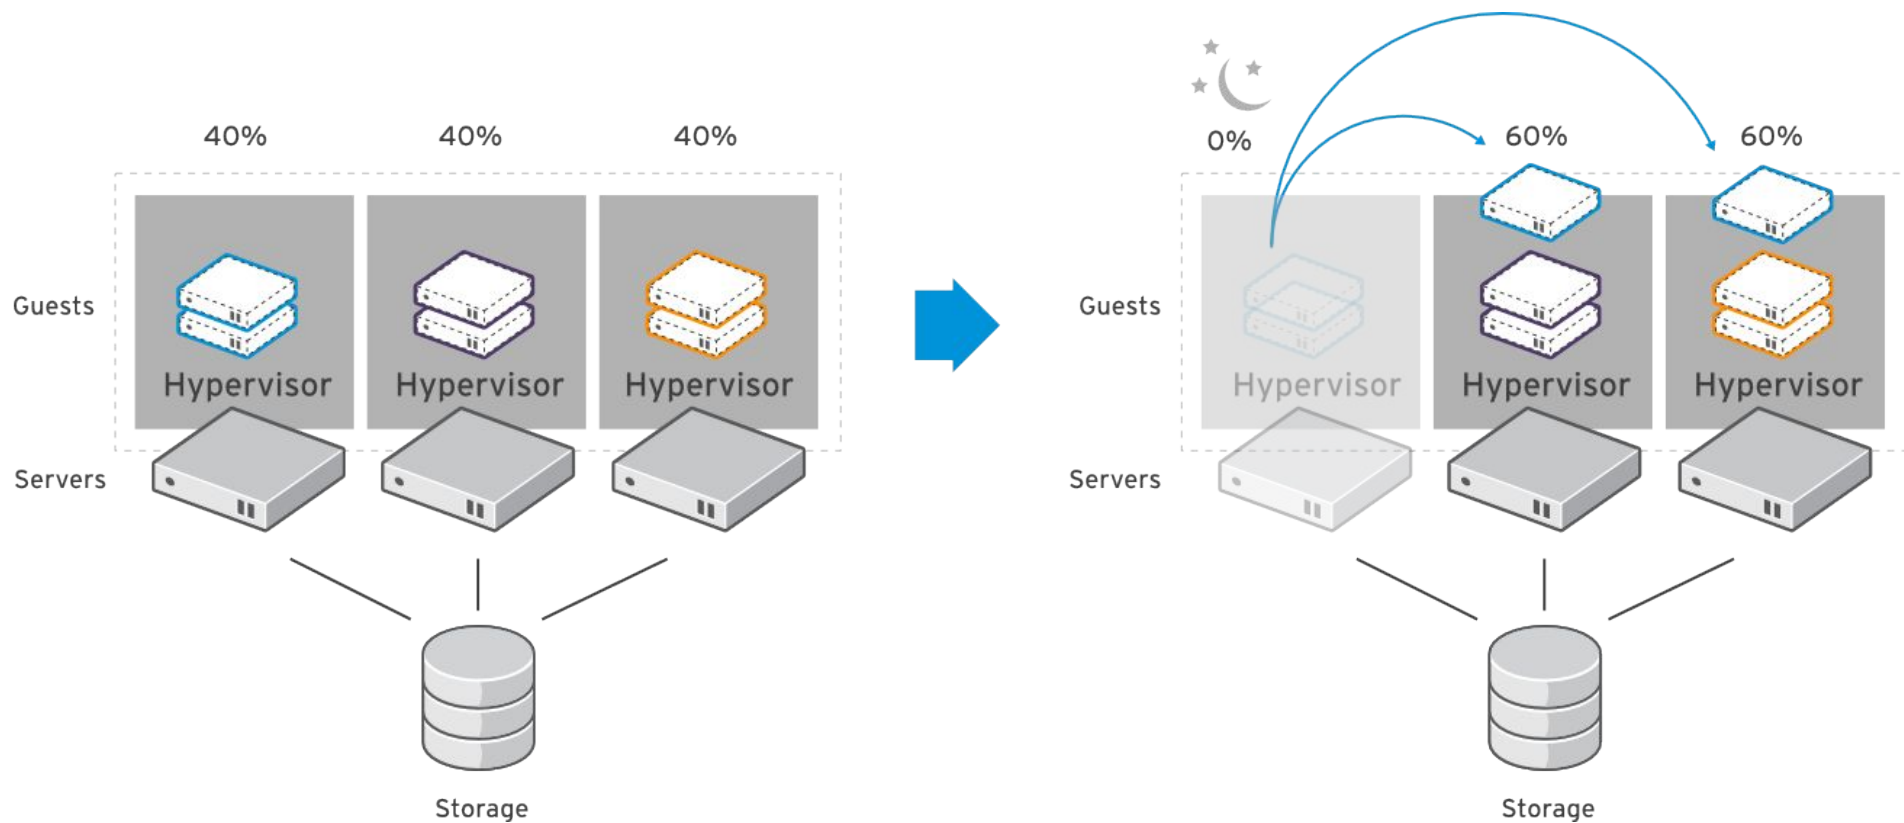 40% 40% 40%
Guests
Hypervisor Hypervisor Hypervisor
Servers
Storage
0% 60% 60%
Guests
Hypervisor Hypervisor Hypervisor
Servers
Storage